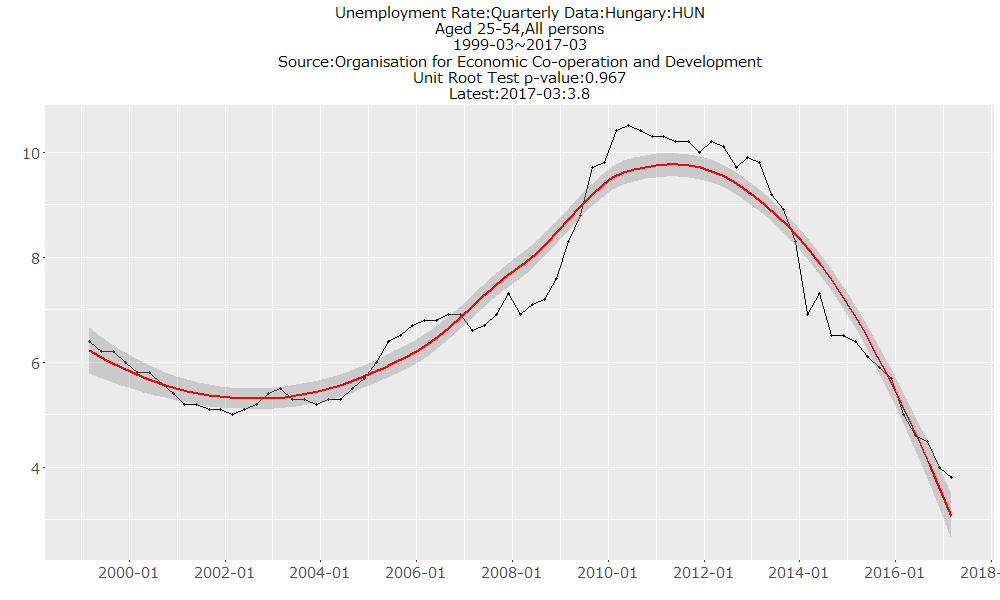 Unemployment Rate:Quarterly Data:Hungary:HUN
Aged 25-54,All persons
1999-03~2017-03
Source:Organisation for Economic Co-operation and Development
Unit Root Test p-value:0.967
Latest:2017-03:3.8
10
8
6
4
2000-01 2002-01 2004-01 2006-01 2008-01 2010-01 2012-01 2014-01 2016-01 2018-